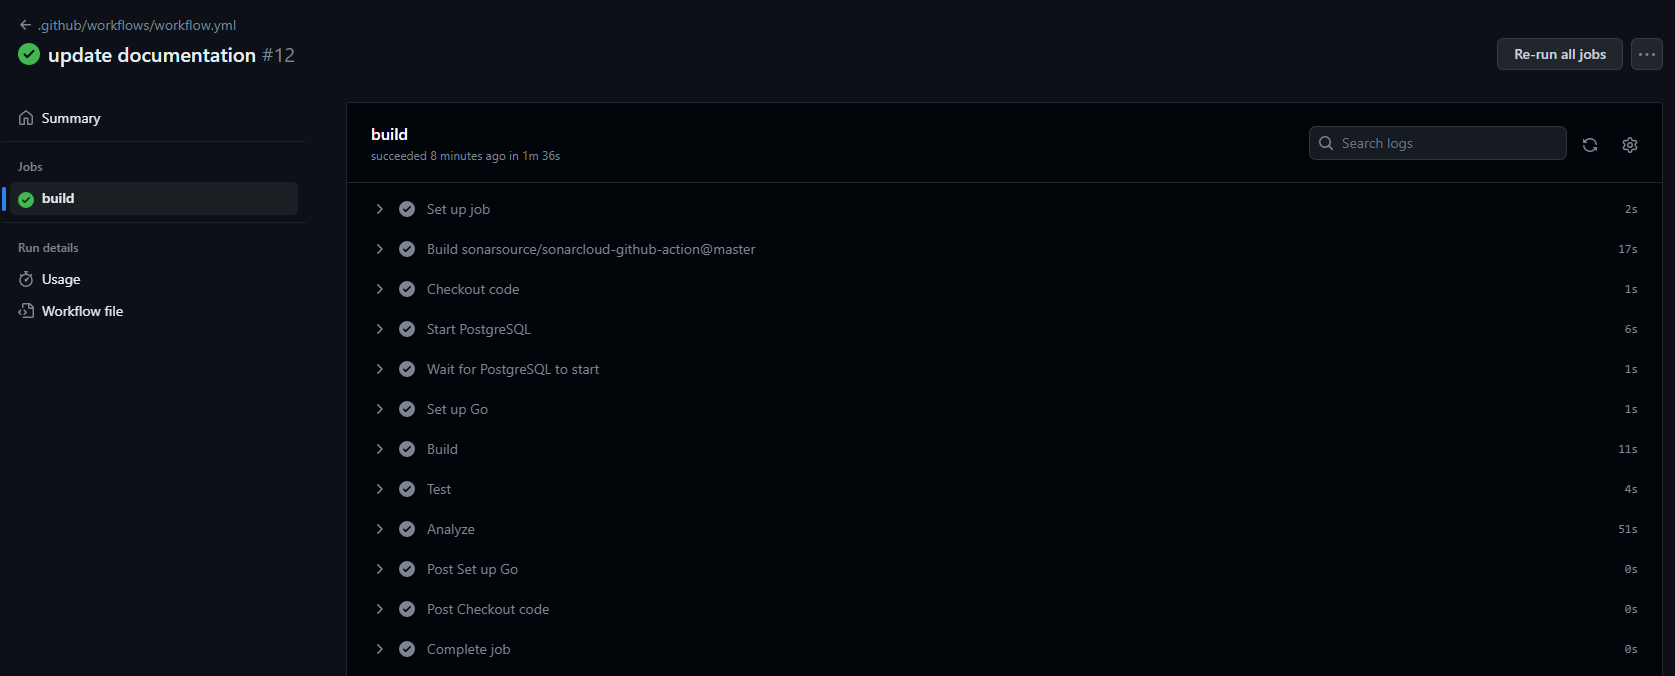 .github/workflows/workflow.yml
update documentation #12
Re-run all jobs
Summary
Jobs
build
Run details
Usage
Workflow file
build
succeeded 8 minutes ago in 1m 36s
Search logs
Set up job 2s
Build sonarsource/sonarcloud-github-action@master 17s
Checkout code 1s
Start PostgreSQL 6s
Wait for PostgreSQL to start 1s
Set up Go 1s
Build 11s
Test 4s
Analyze 51s
Post Set up Go 0s
Post Checkout code 0s
Complete job 0s